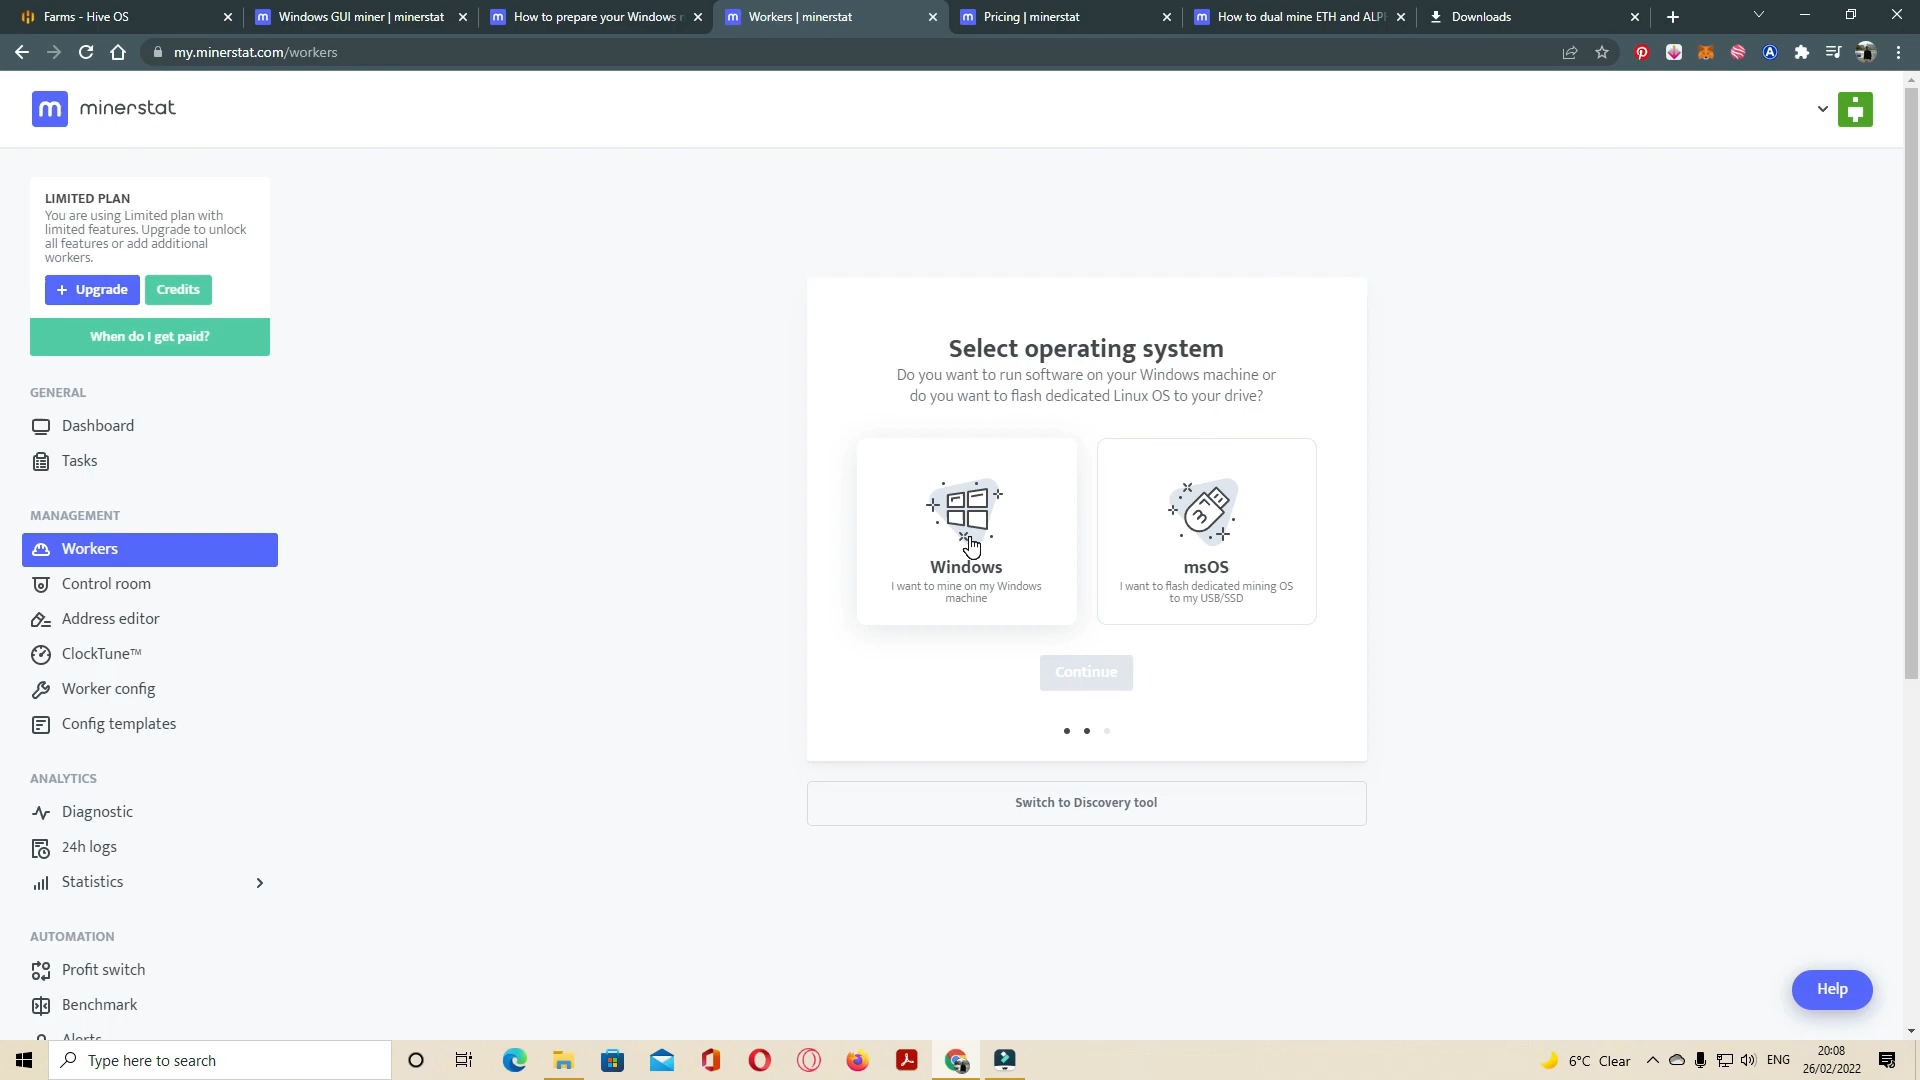 Farms - Hive OS
Windows GUI miner | minerstat
How to prepare your Windows
Workers | minerstat
Pricing | minerstat
How to dual mine ETH and ALP
Downloads
my.minerstat.com/workers
minerstat
LIMITED PLAN
You are using Limited plan with
limited features. Upgrade to unlock
all features or add additional
workers.
+ Upgrade
Credits
When do I get paid?
GENERAL
Dashboard
Tasks
MANAGEMENT
Workers
Control room
Address editor
ClockTune™
Worker config
Config templates
ANALYTICS
Diagnostic
24h logs
Statistics
AUTOMATION
Profit switch
Benchmark
Alerts
Select operating system
Do you want to run software on your Windows machine or
do you want to flash dedicated Linux OS to your drive?
Windows
I want to mine on my Windows
machine
msOS
I want to flash dedicated mining OS
to my USB/SSD
Continue
Switch to Discovery tool
Help
Type here to search
6°C Clear
ENG
20:08
26/02/2022